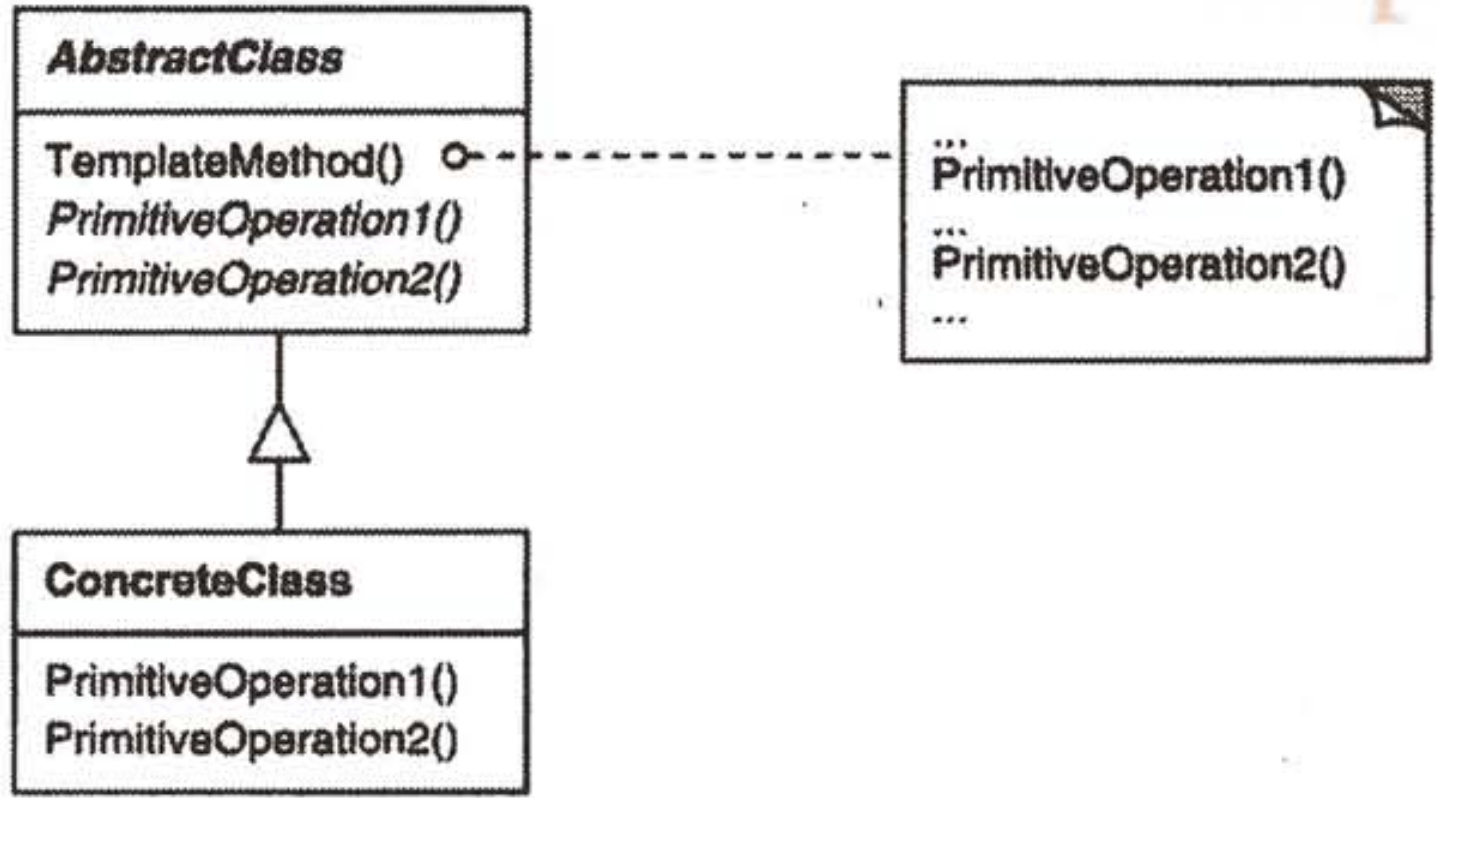 AbstractClass
TemplateMethod()
PrimitiveOperation1()
PrimitiveOperation2()
...
PrimitiveOperation1()
...
PrimitiveOperation2()
...
ConcreteClass
PrimitiveOperation1()
PrimitiveOperation2()